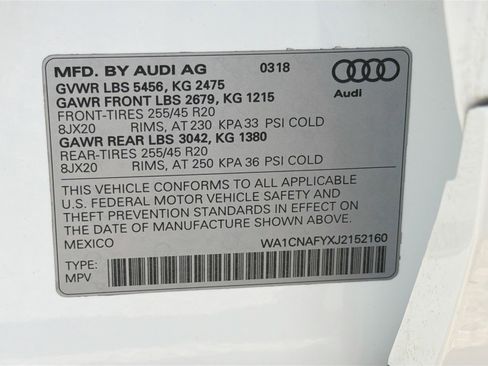 MFD. BY AUDI AG 0318
GVWR LBS 5456, KG 2475
GAWR FRONT LBS 2679, KG 1215
FRONT-TIRES 255/45 R20
8JX20 RIMS, AT 230 KPA 33 PSI COLD
GAWR REAR LBS 3042, KG 1380
REAR-TIRES 255/45 R20
8JX20 RIMS, AT 250 KPA 36 PSI COLD
Audi
THIS VEHICLE CONFORMS TO ALL APPLICABLE
U.S. FEDERAL MOTOR VEHICLE SAFETY AND
THEFT PREVENTION STANDARDS IN EFFECT ON
THE DATE OF MANUFACTURE SHOWN ABOVE.
MEXICO WA1CNAFYXJ2152160
TYPE:
MPV